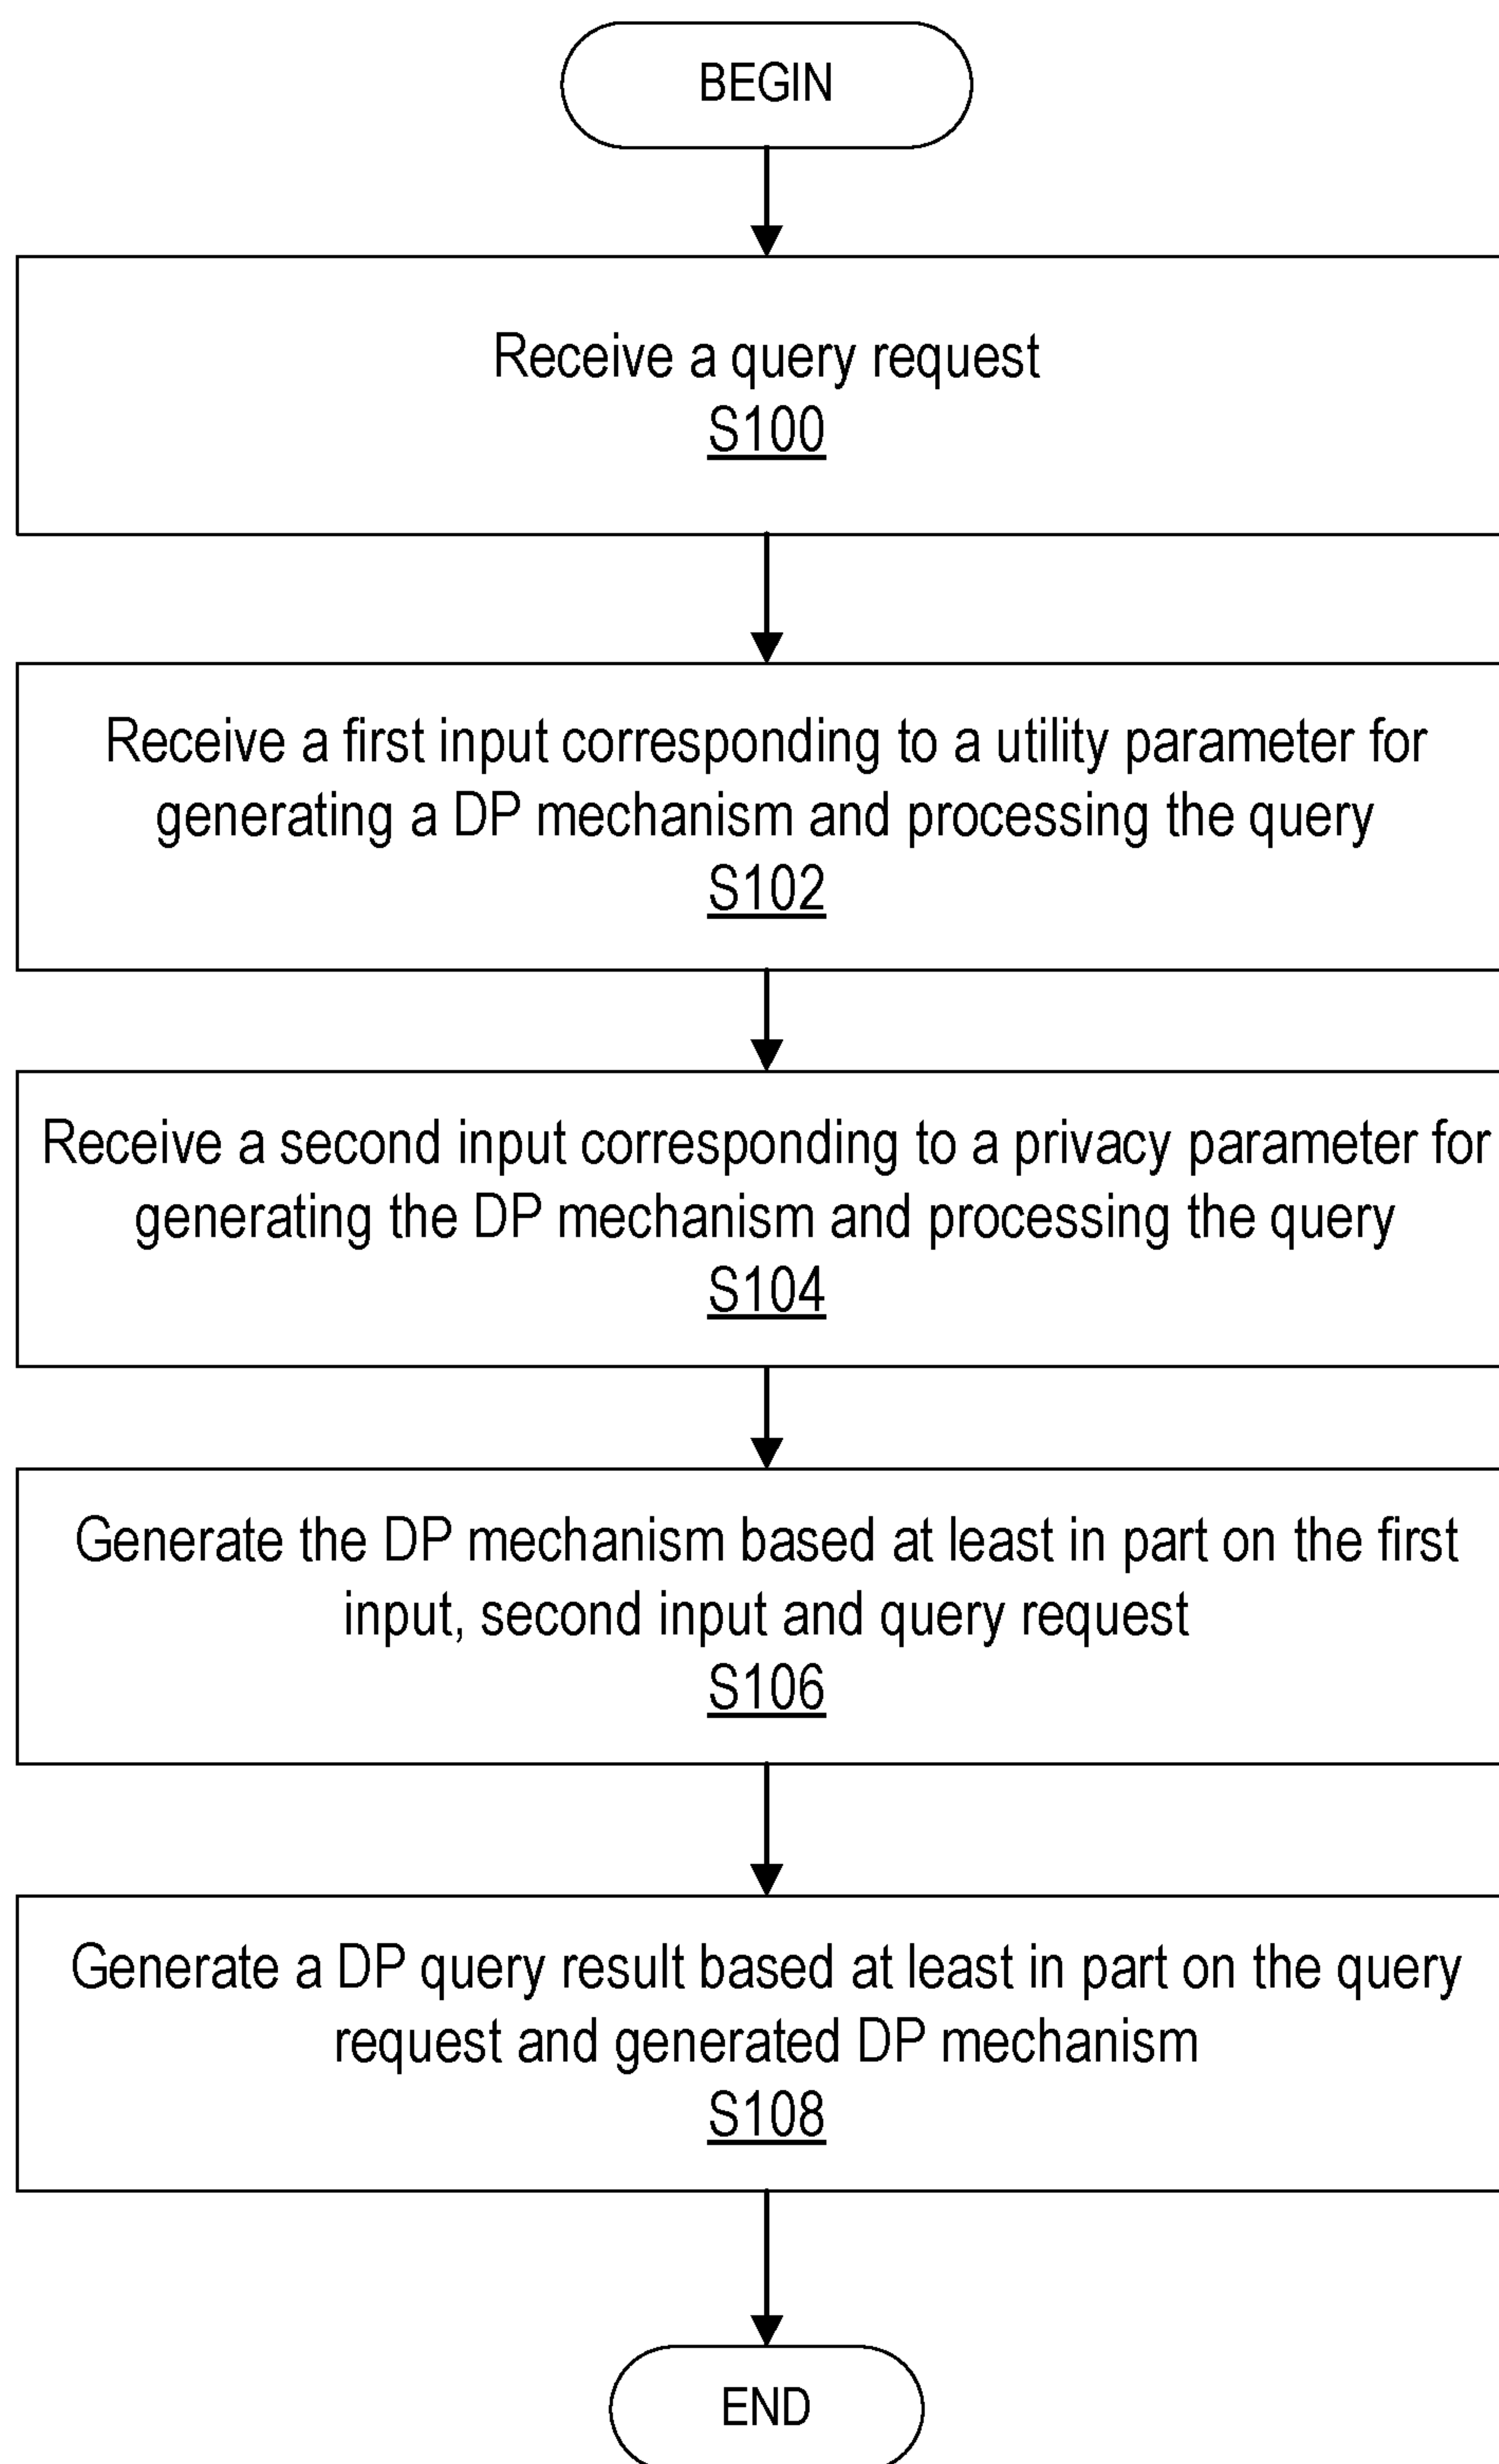 BEGIN
Receive a query request
S100
Receive a first input corresponding to a utility parameter for
generating a DP mechanism and processing the query
S102
Receive a second input corresponding to a privacy parameter for
generating the DP mechanism and processing the query
S104
Generate the DP mechanism based at least in part on the first
input, second input and query request
S106
Generate a DP query result based at least in part on the query
request and generated DP mechanism
S108
END